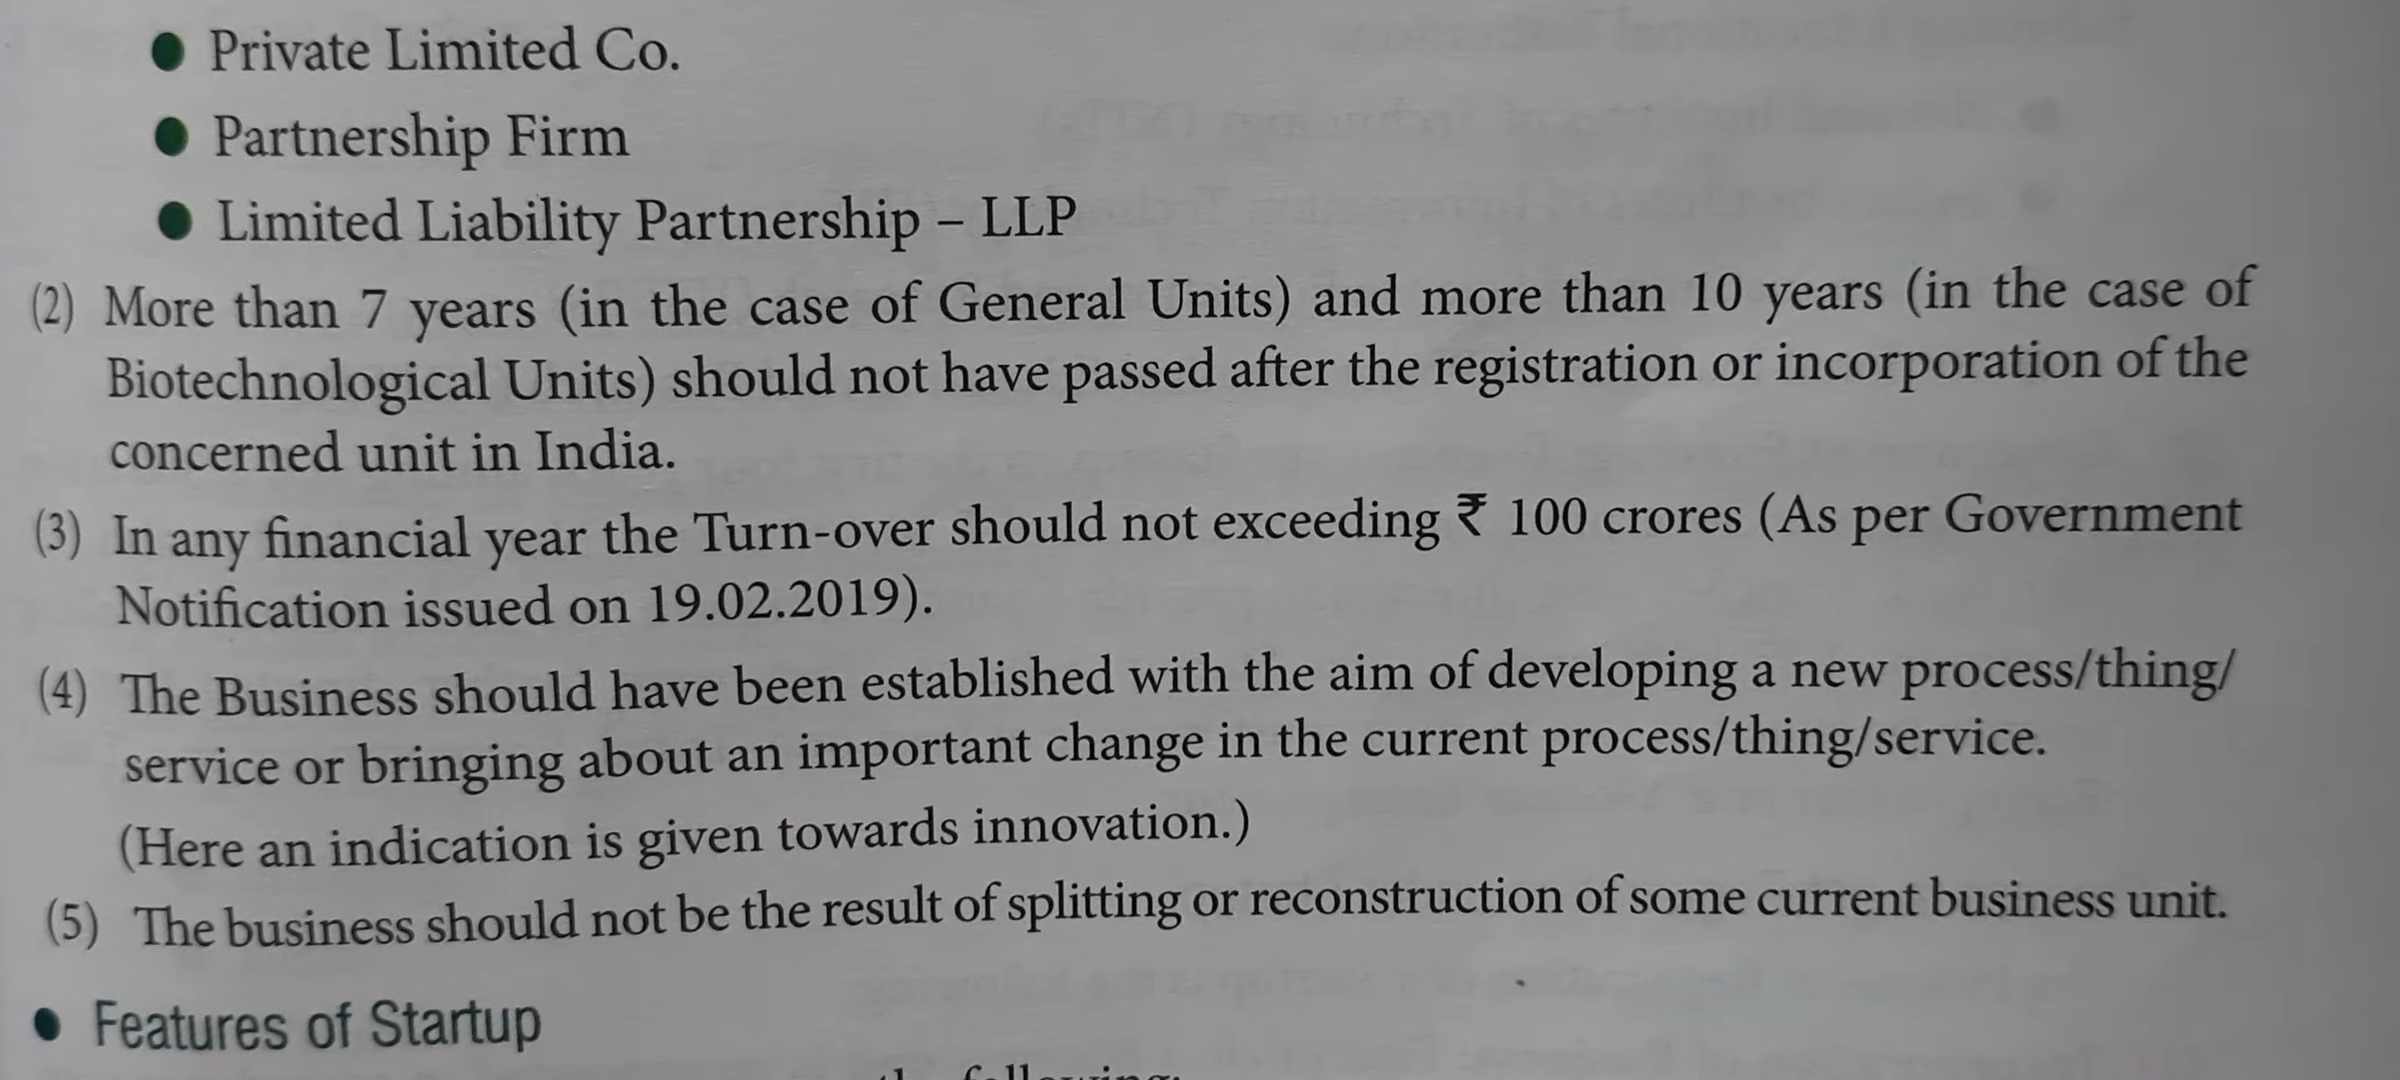 ● Private Limited Co.
● Partnership Firm
● Limited Liability Partnership – LLP
(2) More than 7 years (in the case of General Units) and more than 10 years (in the case of
Biotechnological Units) should not have passed after the registration or incorporation of the
concerned unit in India.
(3) In any financial year the Turn-over should not exceeding ₹ 100 crores (As per Government
Notification issued on 19.02.2019).
(4) The Business should have been established with the aim of developing a new process/thing/
service or bringing about an important change in the current process/thing/service.
(Here an indication is given towards innovation.)
(5) The business should not be the result of splitting or reconstruction of some current business unit.
● Features of Startup
following: